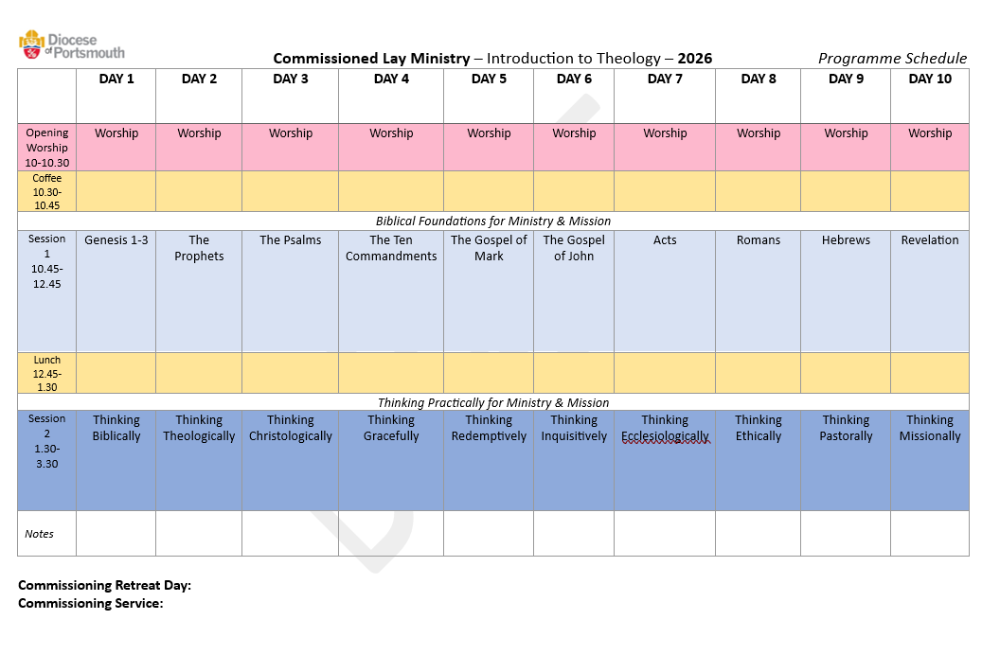 Diocese
of Portsmouth
Commissioned Lay Ministry – Introduction to Theology – 2026 Programme Schedule
DAY 1 DAY 2 DAY 3 DAY 4 DAY 5 DAY 6 DAY 7 DAY 8 DAY 9 DAY 10
Opening Worship Worship Worship Worship Worship Worship Worship Worship Worship Worship
Worship
10-10.30
Coffee
10.30-
10.45
Biblical Foundations for Ministry & Mission
Session Genesis 1-3 The The Psalms The Ten The Gospel of The Gospel Acts Romans Hebrews Revelation
1 Prophets Commandments Mark of John
10.45-
12.45
Lunch
12.45-
1.30
Thinking Practically for Ministry & Mission
Session Thinking Thinking Thinking Thinking Thinking Thinking Thinking Thinking Thinking Thinking
2 Biblically Theologically Christologically Gracefully Redemptively Inquisitively Ecclesiologically Ethically Pastorally Missionally
1.30-
3.30
Notes
Commissioning Retreat Day:
Commissioning Service: